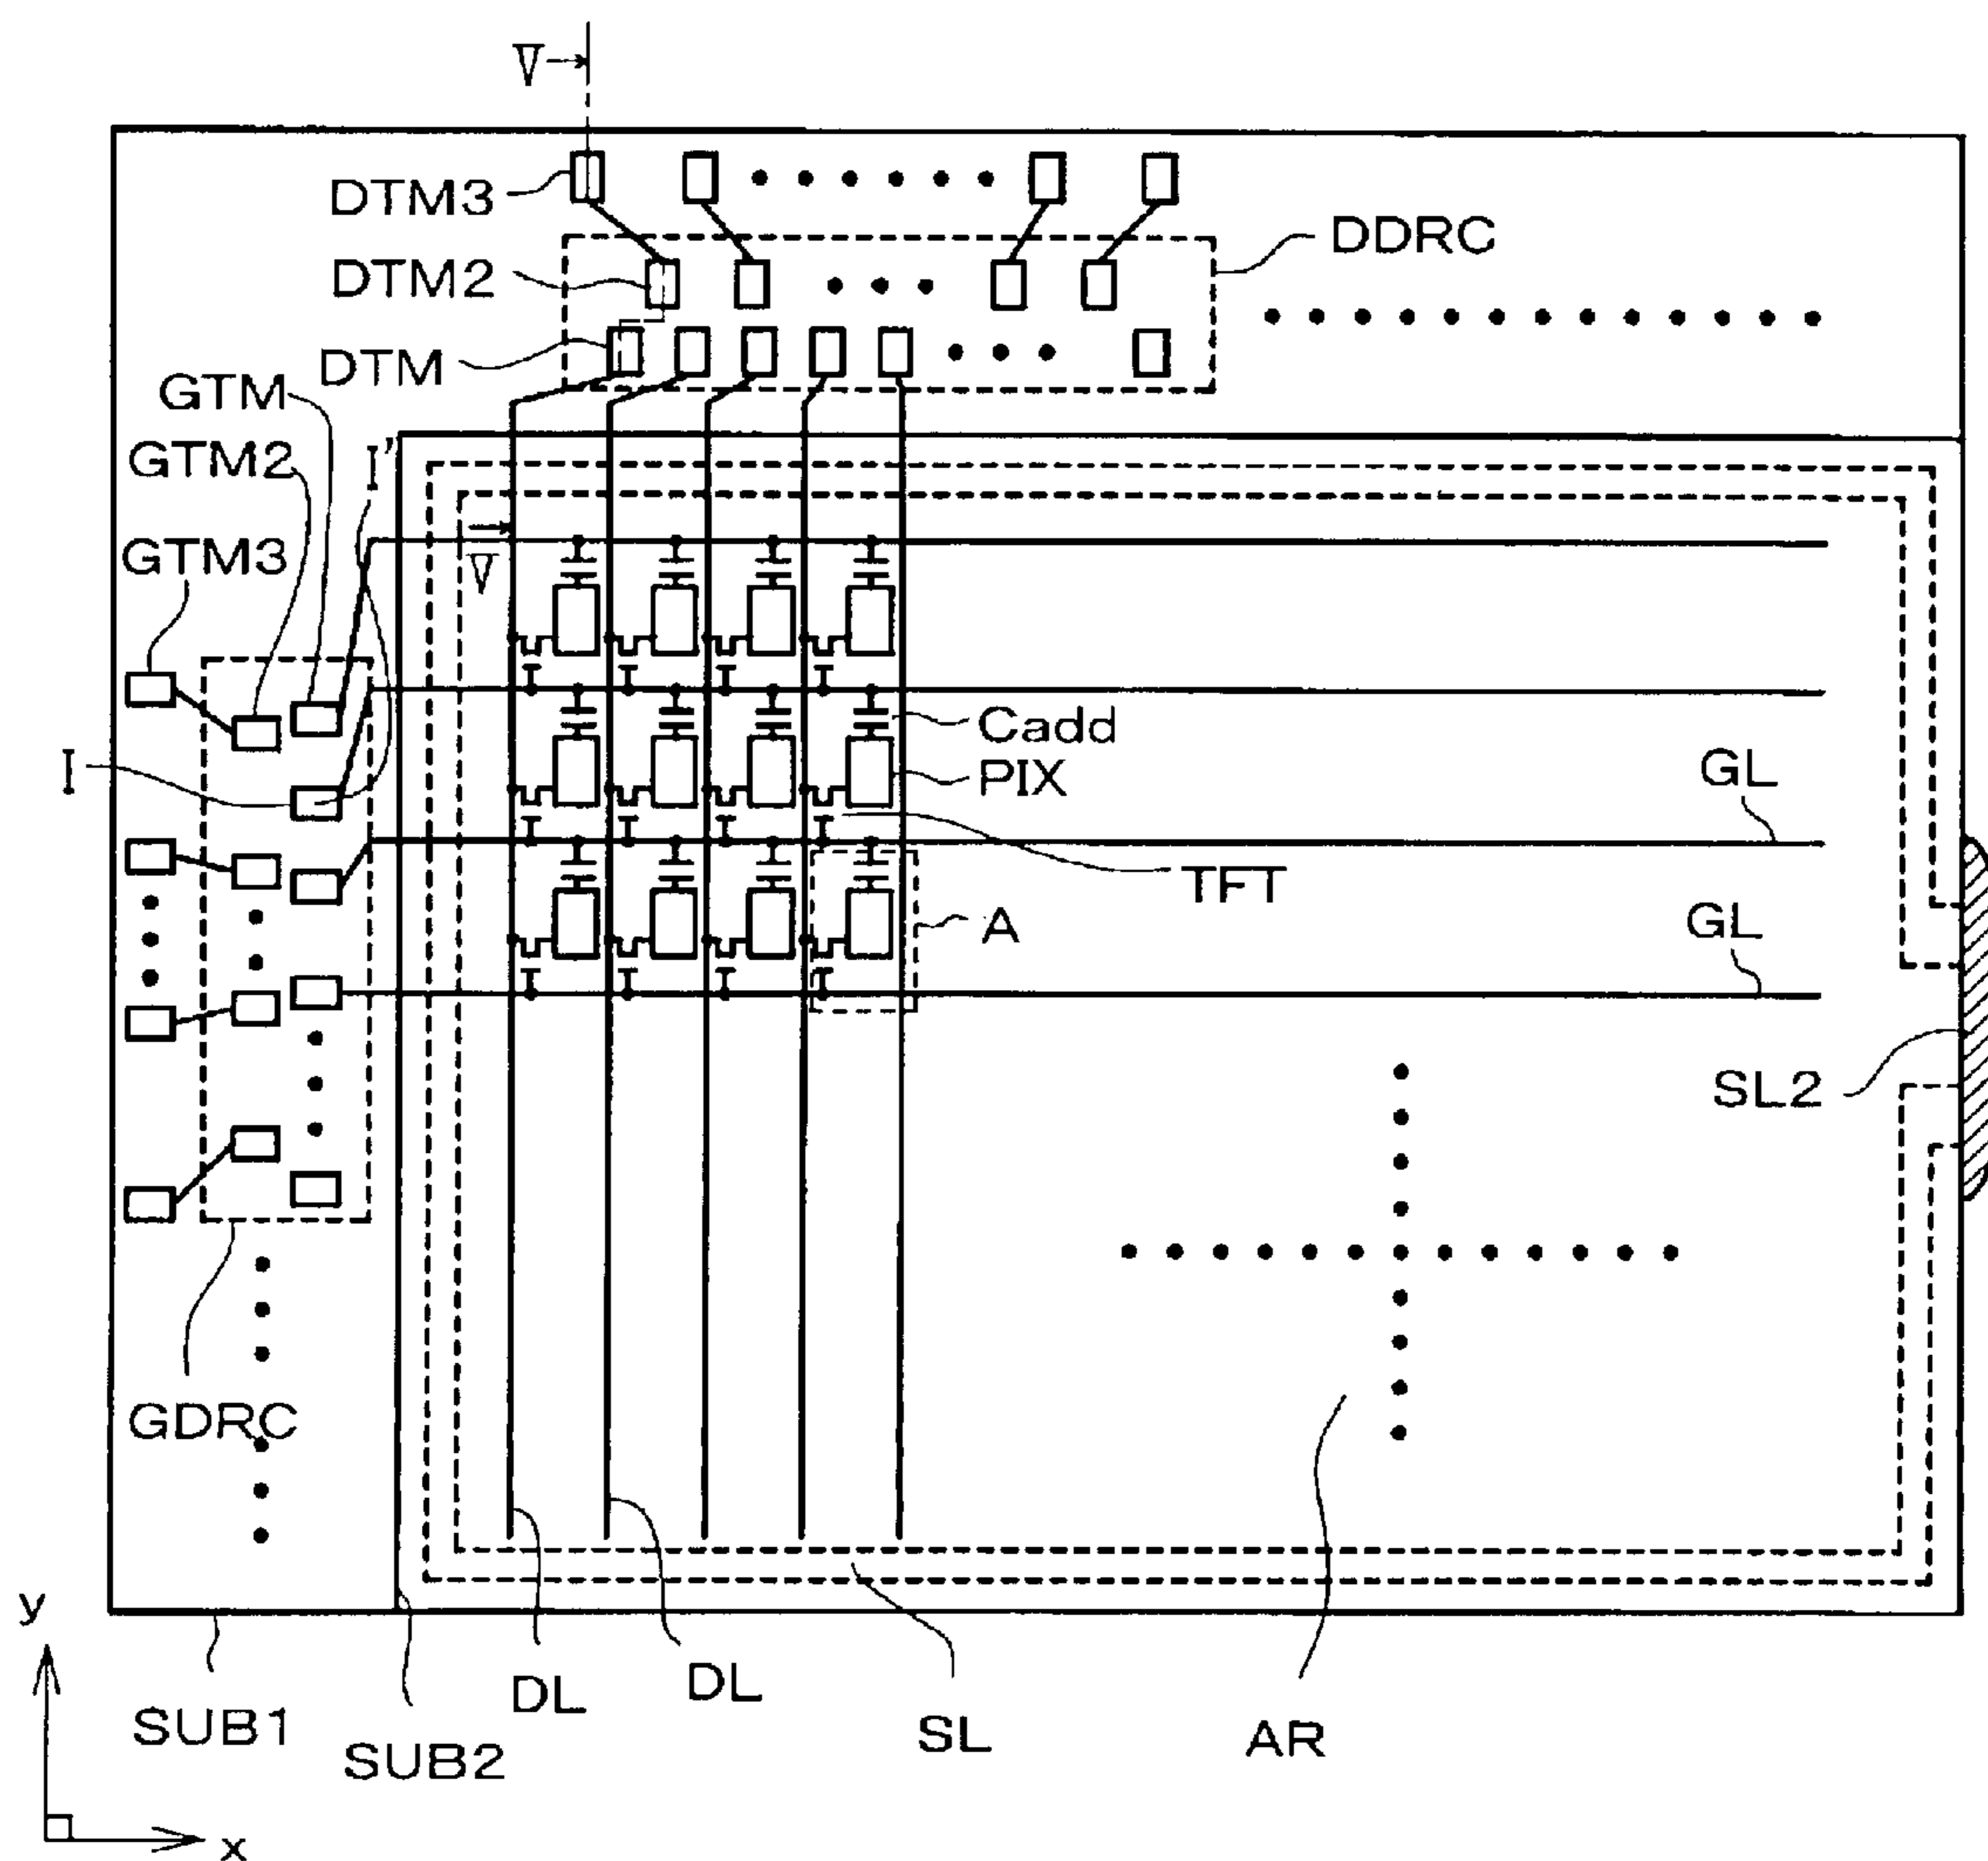 V
DTM3
DDRC
DTM2
DTM
GTM
GTM2
I'
GTM3
V
Cadd
PIX
GL
I
TFT
A
GL
SL2
GDRC
y
DL
DL
SUB1
SL
AR
SUB2
x